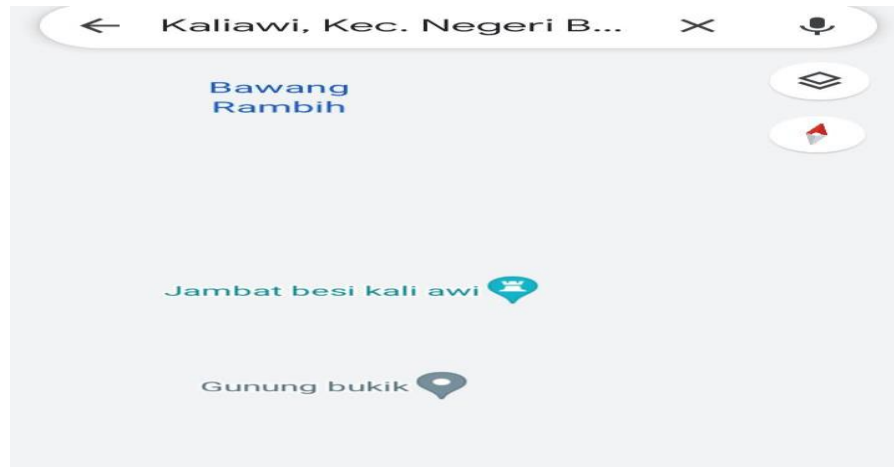 Kaliawi, Kec. Negeri B...
Bawang
Rambih
Jambat besi kali awi
Gunung bukik